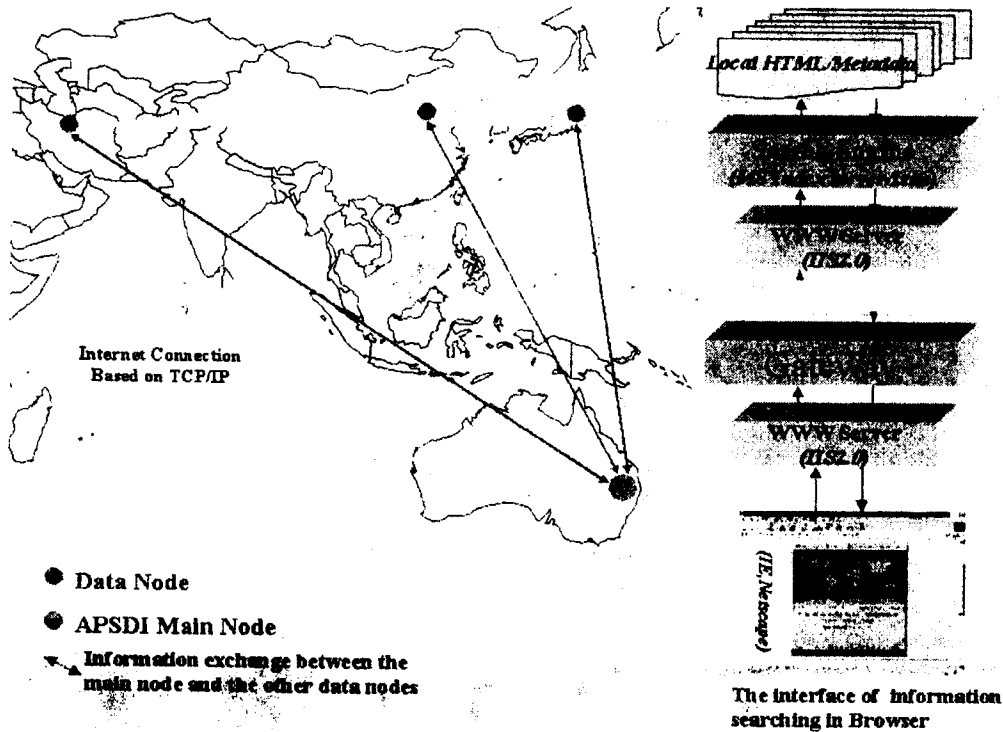 Local HTML/Metadata
WWW Server
(IIS2.0)
Gateway
WWW Server
(IIS2.0)
(IE,Netscape)
The interface of information
searching in Browser
Internet Connection
Based on TCP/IP
Data Node
APSDI Main Node
Information exchange between the
main node and the other data nodes